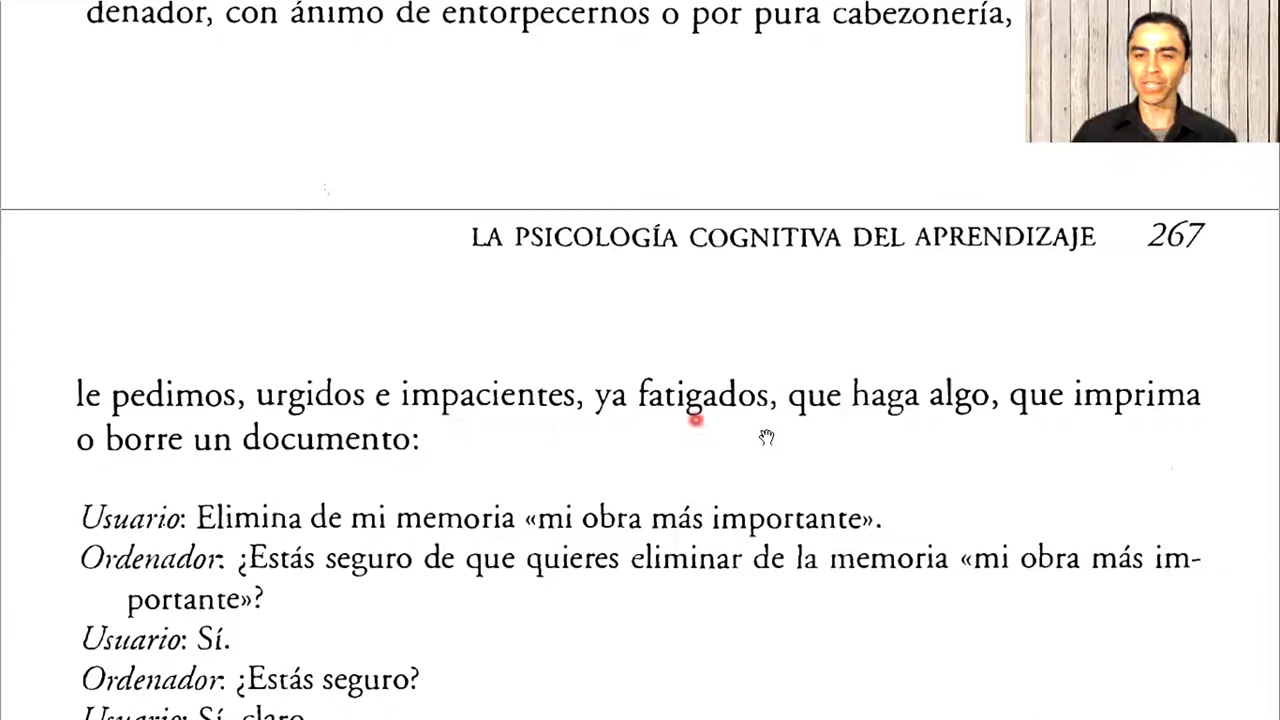 denador, con ánimo de entorpecernos o por pura cabezonería,
LA PSICOLOGÍA COGNITIVA DEL APRENDIZAJE 267
le pedimos, urgidos e impacientes, ya fatigados, que haga algo, que imprima
o borre un documento:
Usuario: Elimina de mi memoria «mi obra más importante».
Ordenador: ¿Estás seguro de que quieres eliminar de la memoria «mi obra más im-
portante»?
Usuario: Sí.
Ordenador: ¿Estás seguro?
Usuario: Sí, claro